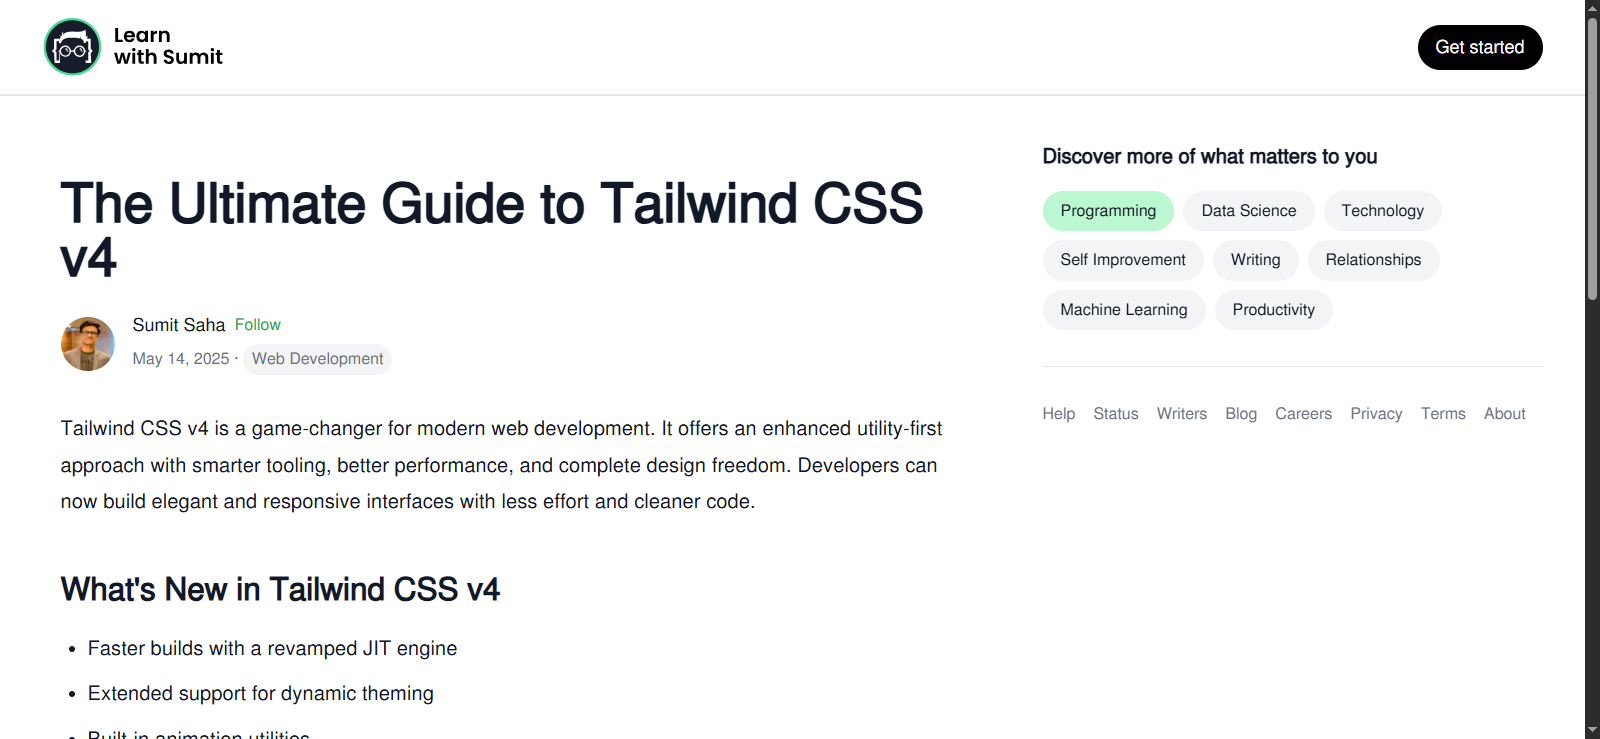 Learn
with Sumit
Get started
The Ultimate Guide to Tailwind CSS
v4
Sumit Saha Follow
May 14, 2025 · Web Development
Tailwind CSS v4 is a game-changer for modern web development. It offers an enhanced utility-first
approach with smarter tooling, better performance, and complete design freedom. Developers can
now build elegant and responsive interfaces with less effort and cleaner code.
What's New in Tailwind CSS v4
• Faster builds with a revamped JIT engine
• Extended support for dynamic theming
• Built-in animation utilities
Discover more of what matters to you
Programming Data Science Technology
Self Improvement Writing Relationships
Machine Learning Productivity
Help Status Writers Blog Careers Privacy Terms About